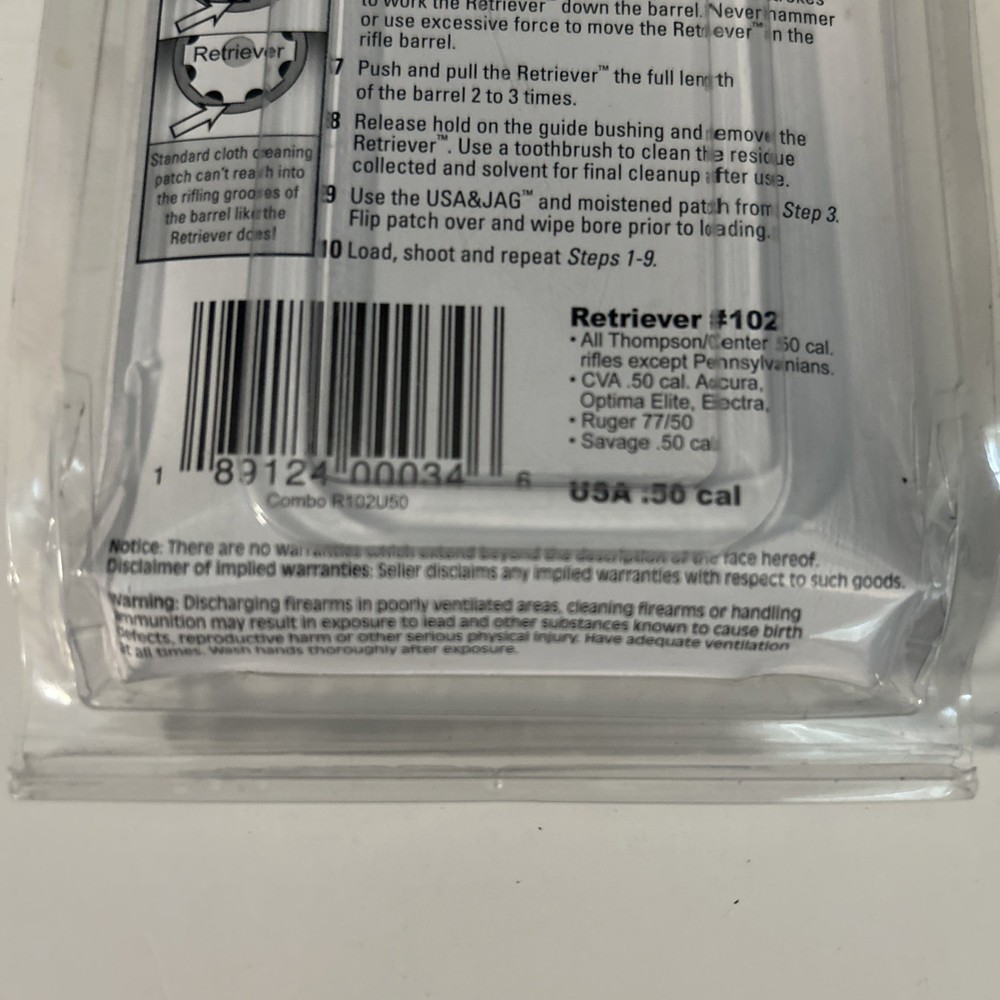 to work the Retriever™ down the barrel. Never hammer
or use excessive force to move the Retriever™ in the
rifle barrel.
7 Push and pull the Retriever™ the full length
of the barrel 2 to 3 times.
8 Release hold on the guide bushing and remove the
Retriever™. Use a toothbrush to clean the residue
collected and solvent for final cleanup after use.
9 Use the USA&JAG™ and moistened patch from Step 3.
Flip patch over and wipe bore prior to loading.
10 Load, shoot and repeat Steps 1-9.
Retriever
Standard cloth cleaning
patch can't reach into
the rifling grooves of
the barrel like the
Retriever does!
1 89124 00034 6
Combo R102U50
Retriever #102
• All Thompson/Center .50 cal.
rifles except Pennsylvanians.
• CVA .50 cal. Accura,
Optima Elite, Electra,
• Ruger 77/50
• Savage .50 cal
USA .50 cal
Notice: There are no warranties which extend beyond the description of the face hereof.
Disclaimer of implied warranties: Seller disclaims any implied warranties with respect to such goods.
Warning: Discharging firearms in poorly ventilated areas, cleaning firearms or handling
ammunition may result in exposure to lead and other substances known to cause birth
defects, reproductive harm or other serious physical injury. Have adequate ventilation
at all times. Wash hands thoroughly after exposure.